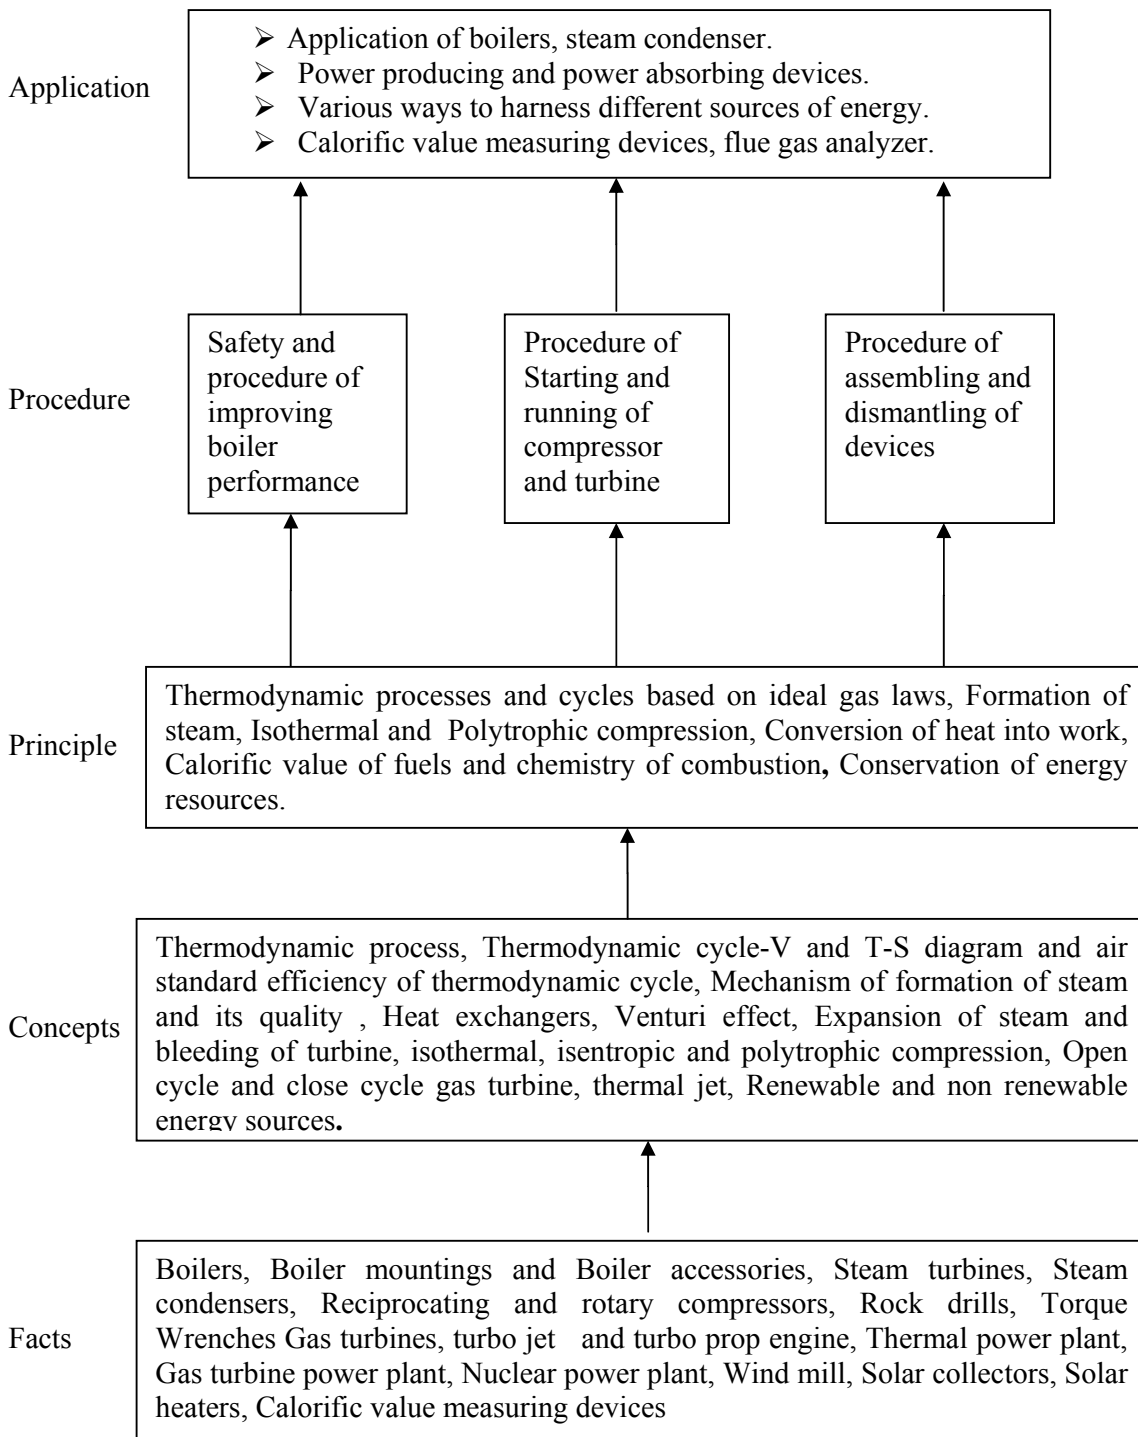 Application
➢ Application of boilers, steam condenser.
➢ Power producing and power absorbing devices.
➢ Various ways to harness different sources of energy.
➢ Calorific value measuring devices, flue gas analyzer.
Procedure
Safety and
procedure of
improving
boiler
performance
Procedure of
Starting and
running of
compressor
and turbine
Procedure of
assembling and
dismantling of
devices
Principle
Thermodynamic processes and cycles based on ideal gas laws, Formation of
steam, Isothermal and Polytrophic compression, Conversion of heat into work,
Calorific value of fuels and chemistry of combustion, Conservation of energy
resources.
Concepts
Thermodynamic process, Thermodynamic cycle-V and T-S diagram and air
standard efficiency of thermodynamic cycle, Mechanism of formation of steam
and its quality , Heat exchangers, Venturi effect, Expansion of steam and
bleeding of turbine, isothermal, isentropic and polytrophic compression, Open
cycle and close cycle gas turbine, thermal jet, Renewable and non renewable
energy sources.
Facts
Boilers, Boiler mountings and Boiler accessories, Steam turbines, Steam
condensers, Reciprocating and rotary compressors, Rock drills, Torque
Wrenches Gas turbines, turbo jet and turbo prop engine, Thermal power plant,
Gas turbine power plant, Nuclear power plant, Wind mill, Solar collectors, Solar
heaters, Calorific value measuring devices